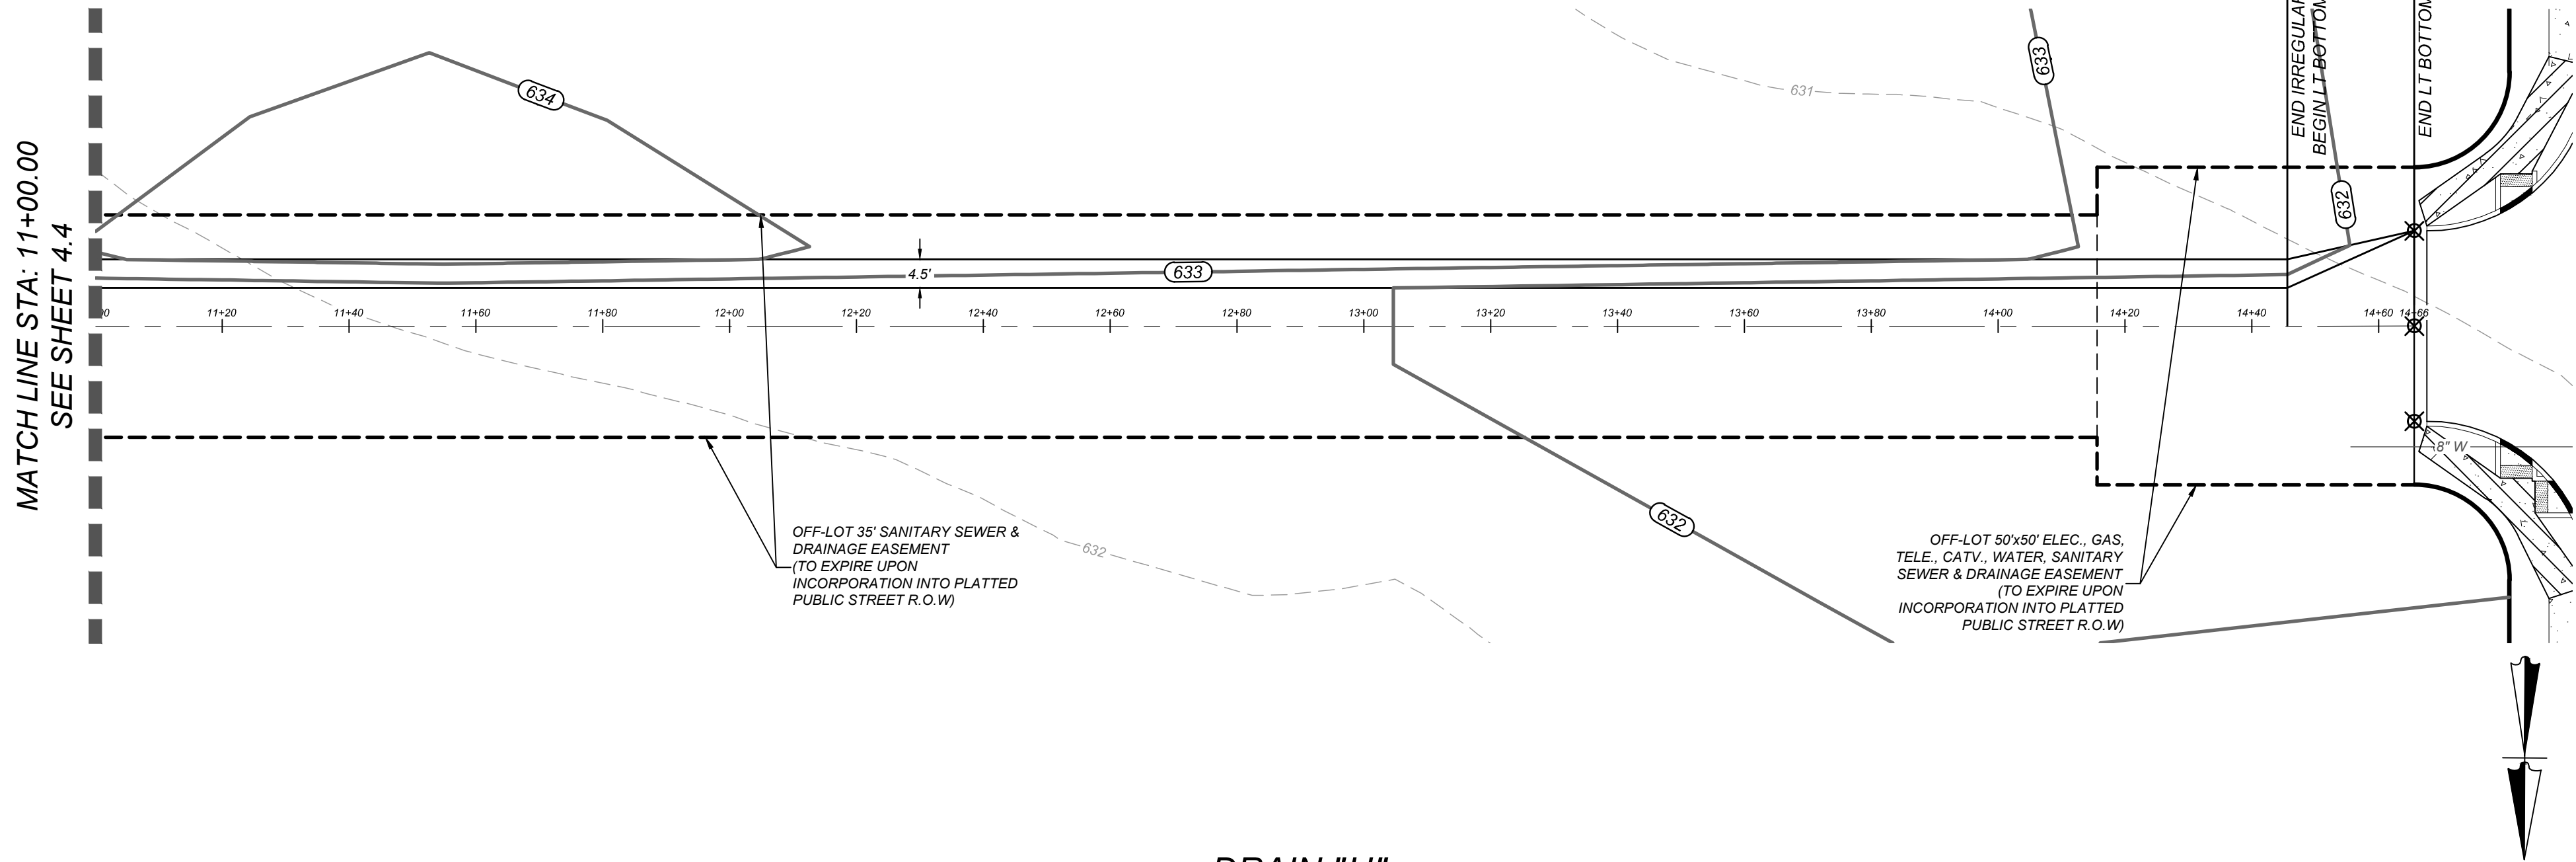 MATCH LINE STA: 11+00.00
SEE SHEET 4.4
634
631
633
END IRREGULAR
BEGIN LT BOTTOM
END LT BOTTOM
632
4.5'
633
00
11+20
11+40
11+60
11+80
12+00
12+20
12+40
12+60
12+80
13+00
13+20
13+40
13+60
13+80
14+00
14+20
14+40
14+60
14+66
8" W
632
632
OFF-LOT 35' SANITARY SEWER &
DRAINAGE EASEMENT
(TO EXPIRE UPON
INCORPORATION INTO PLATTED
PUBLIC STREET R.O.W)
OFF-LOT 50'x50' ELEC., GAS,
TELE., CATV., WATER, SANITARY
SEWER & DRAINAGE EASEMENT
(TO EXPIRE UPON
INCORPORATION INTO PLATTED
PUBLIC STREET R.O.W)
DRAIN